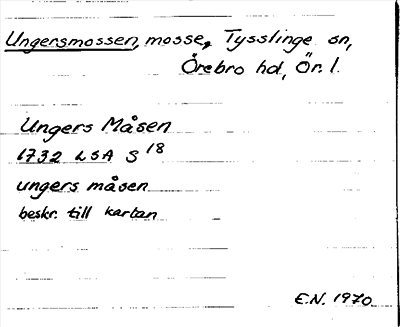 Ungersmossen, mosse, Tysslinge sn,
Örebro hd, Ör. l.
Ungers Måsen
1732 LSA S 18
ungers måsen
beskr. till kartan
E.N. 1970